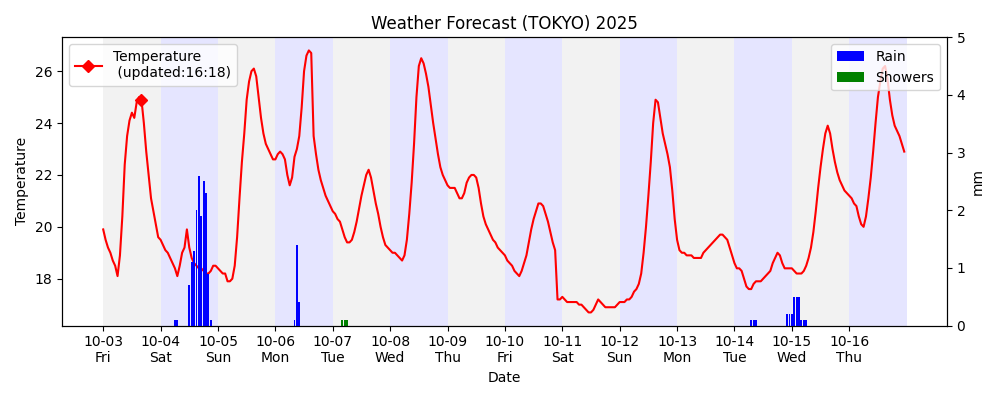 Weather Forecast (TOKYO) 2025
Temperature
(updated:16:18)
Rain
Showers
Temperature
26
24
22
20
18
5
4
3
2
1
0
mm
10-03 10-04 10-05 10-06 10-07 10-08 10-09 10-10 10-11 10-12 10-13 10-14 10-15 10-16
Fri Sat Sun Mon Tue Wed Thu Fri Sat Sun Mon Tue Wed Thu
Date